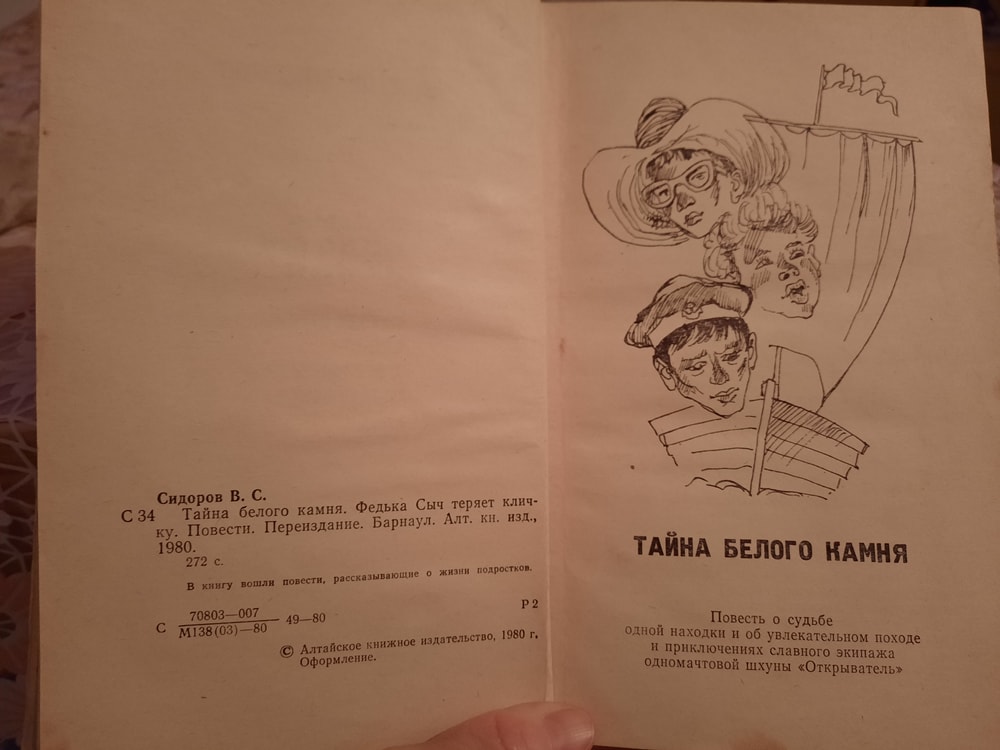 Сидоров В. С.
С 34 Тайна белого камня. Федька Сыч теряет клич-
ку. Повести. Переиздание. Барнаул. Алт. кн. изд.,
1980.
272 с.
В книгу вошли повести, рассказывающие о жизни подростков.
Р 2
С 70803—007
М138(03)—80 49—80
© Алтайское книжное издательство, 1980 г.
Оформление.
ТАЙНА БЕЛОГО КАМНЯ
Повесть о судьбе
одной находки и об увлекательном походе
и приключениях славного экипажа
одномачтовой шхуны «Открыватель»